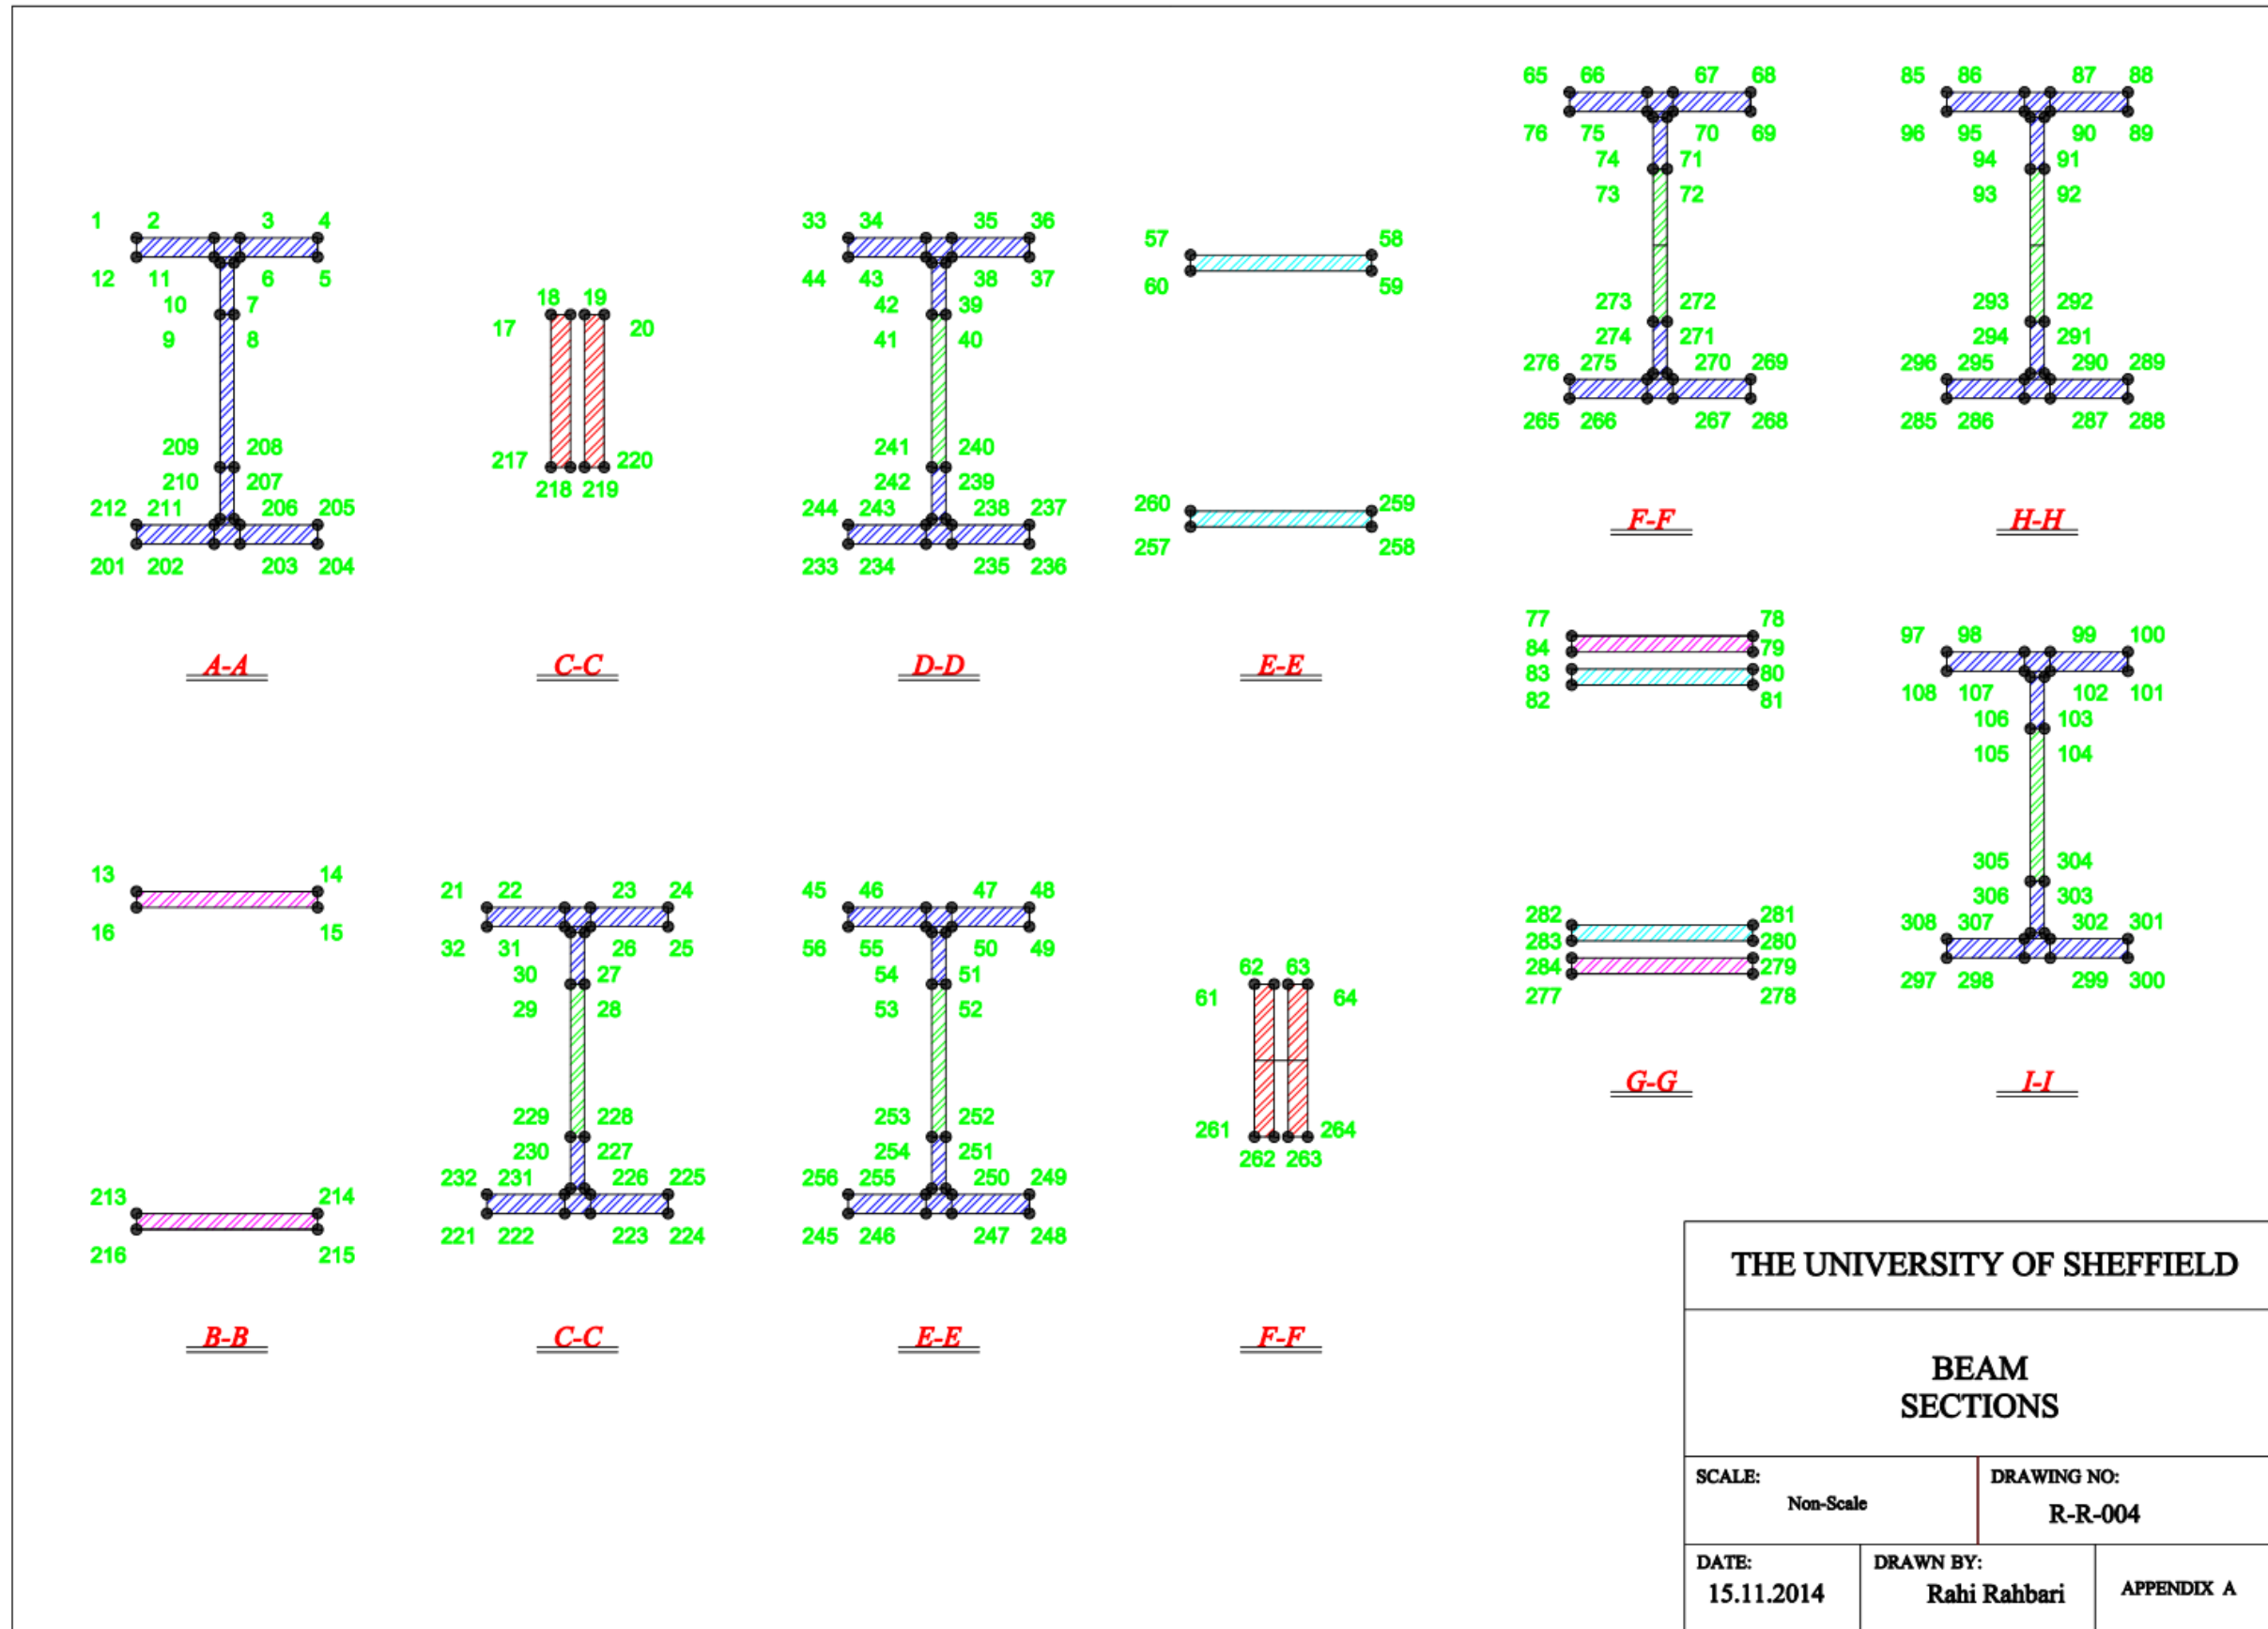 1 2 3 4
12 11 6 5
10 7
9 8
209 208
210 207
212 211 206 205
201 202 203 204
A-A
18 19
17 20
217 220
218 219
C-C
33 34 35 36
44 43 38 37
42 39
41 40
241 240
242 239
244 243 238 237
233 234 235 236
D-D
57 58
60 59
260 259
257 258
E-E
65 66 67 68
76 75 70 69
74 71
73 72
273 272
274 271
276 275 270 269
265 266 267 268
F-F
85 86 87 88
96 95 90 89
94 91
93 92
293 292
294 291
296 295 290 289
285 286 287 288
H-H
13 14
16 15
213 214
216 215
B-B
21 22 23 24
32 31 26 25
30 27
29 28
229 228
230 227
232 231 226 225
221 222 223 224
C-C
45 46 47 48
56 55 50 49
54 51
53 52
253 252
254 251
256 255 250 249
245 246 247 248
E-E
62 63
61 64
261 264
262 263
F-F
77 78
84 79
83 80
82 81
282 281
283 280
284 279
277 278
G-G
97 98 99 100
108 107 102 101
106 103
105 104
305 304
306 303
308 307 302 301
297 298 299 300
I-I
THE UNIVERSITY OF SHEFFIELD
BEAM
SECTIONS
SCALE:
Non-Scale
DRAWING NO:
R-R-004
DATE:
15.11.2014
DRAWN BY:
Rahi Rahbari
APPENDIX A